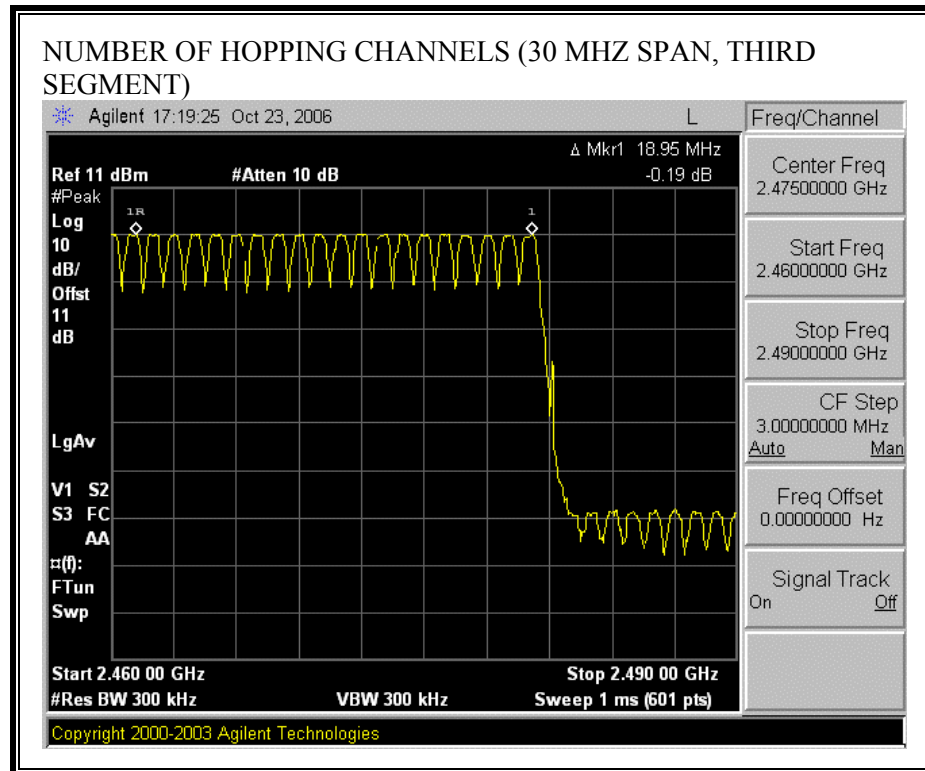 NUMBER OF HOPPING CHANNELS (30 MHZ SPAN, THIRD
SEGMENT)
Agilent 17:19:25 Oct 23, 2006 L
Freq/Channel
Δ Mkr1 18.95 MHz
Ref 11 dBm #Atten 10 dB -0.19 dB
#Peak
Log
10
dB/
Offst
11
dB
1R
1
LgAv
V1 S2
S3 FC
AA
¤(f):
FTun
Swp
Start 2.460 00 GHz Stop 2.490 00 GHz
#Res BW 300 kHz VBW 300 kHz Sweep 1 ms (601 pts)
Center Freq
2.47500000 GHz
Start Freq
2.46000000 GHz
Stop Freq
2.49000000 GHz
CF Step
3.00000000 MHz
Auto Man
Freq Offset
0.00000000 Hz
Signal Track
On Off
Copyright 2000-2003 Agilent Technologies